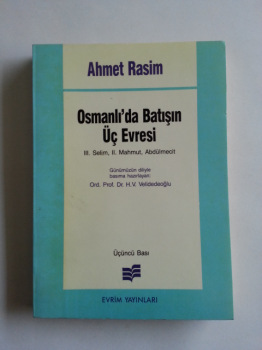 Ahmet Rasim
Osmanlı'da Batışın
Üç Evresi
III. Selim, II. Mahmut, Abdülmecit
Günümüzün diliyle
basıma hazırlayan:
Ord. Prof. Dr. H.V. Velidedeoğlu
Üçüncü Bası
EVRİM YAYINLARI